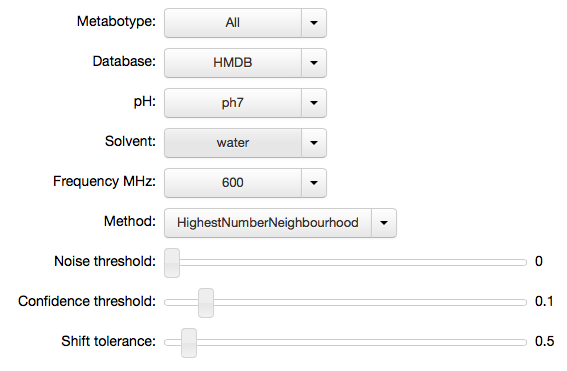 Metabotype: All
Database: HMDB
pH: ph7
Solvent: water
Frequency MHz: 600
Method: HighestNumberNeighbourhood
Noise threshold: 0
Confidence threshold: 0.1
Shift tolerance: 0.5